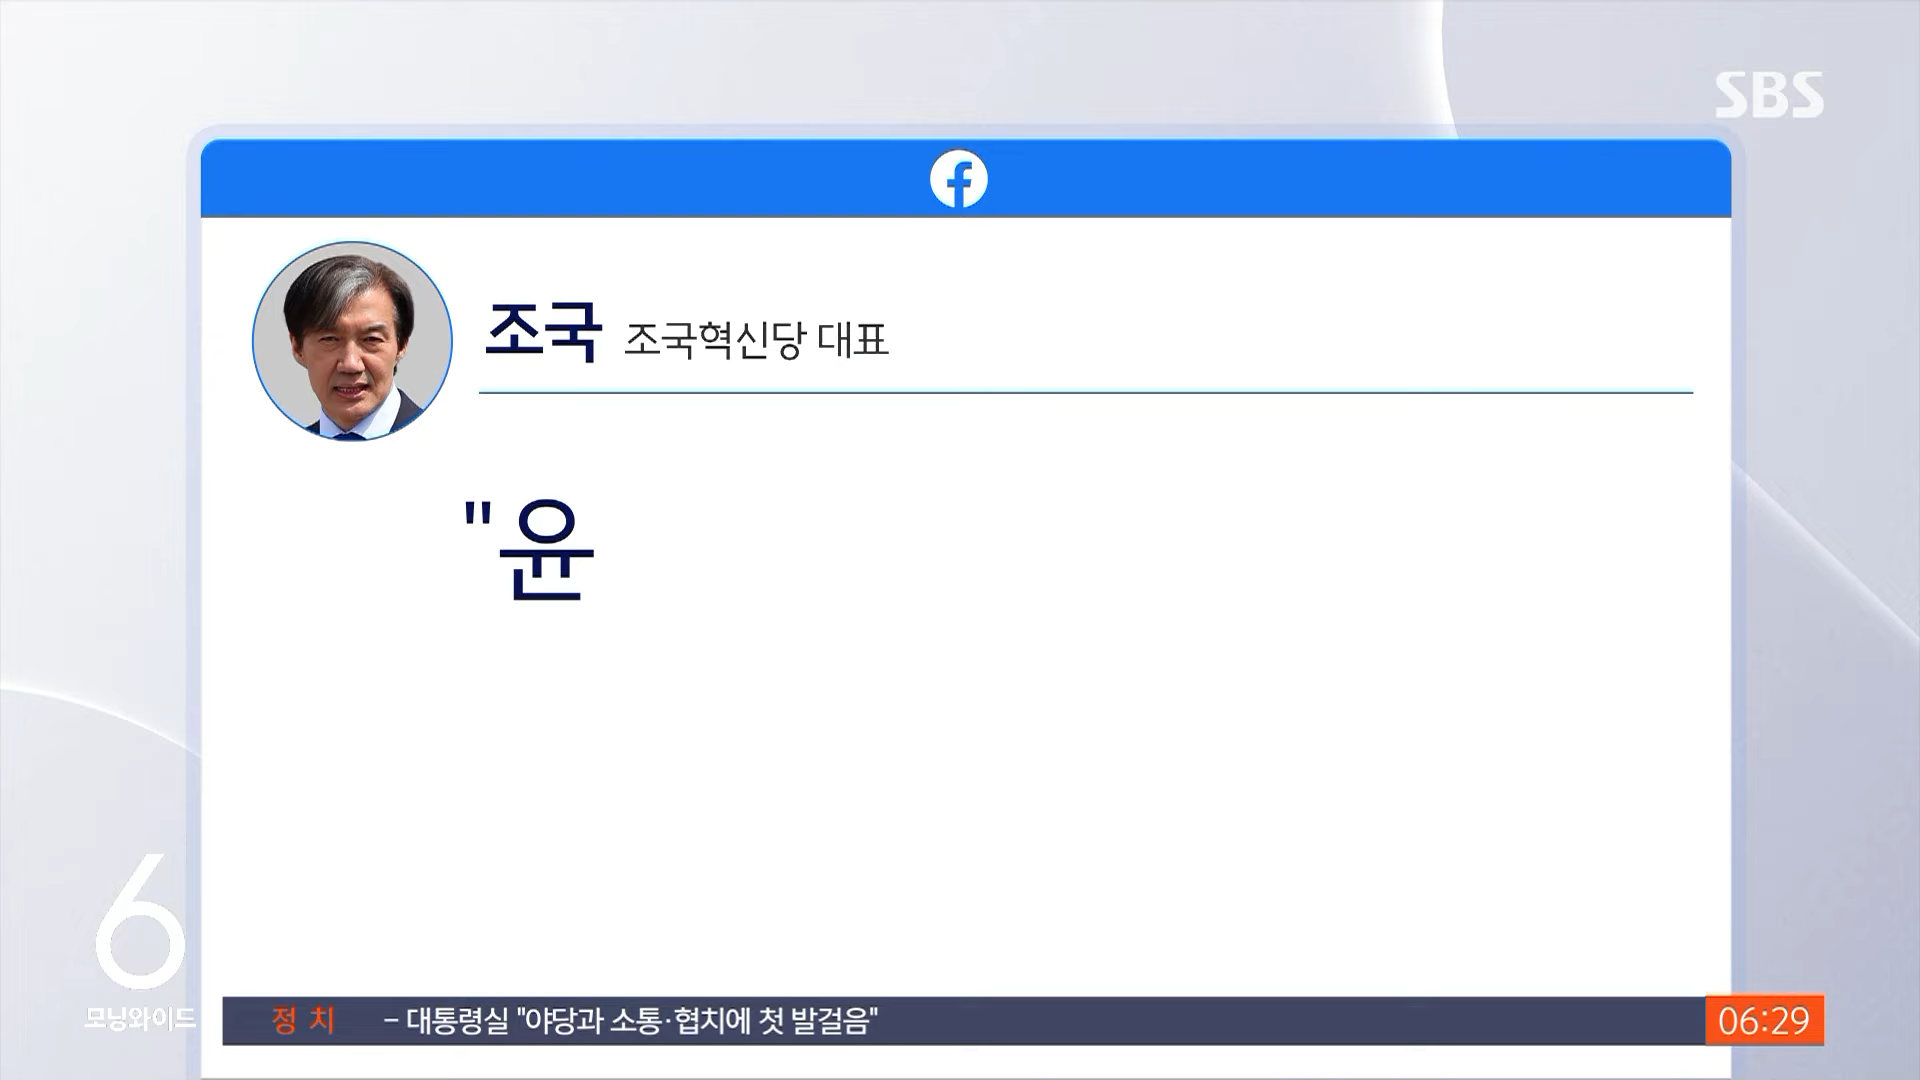 SBS
조국 조국혁신당 대표
"윤
6
모닝와이드
정 치 - 대통령실 "야당과 소통·협치에 첫 발걸음" 06:29